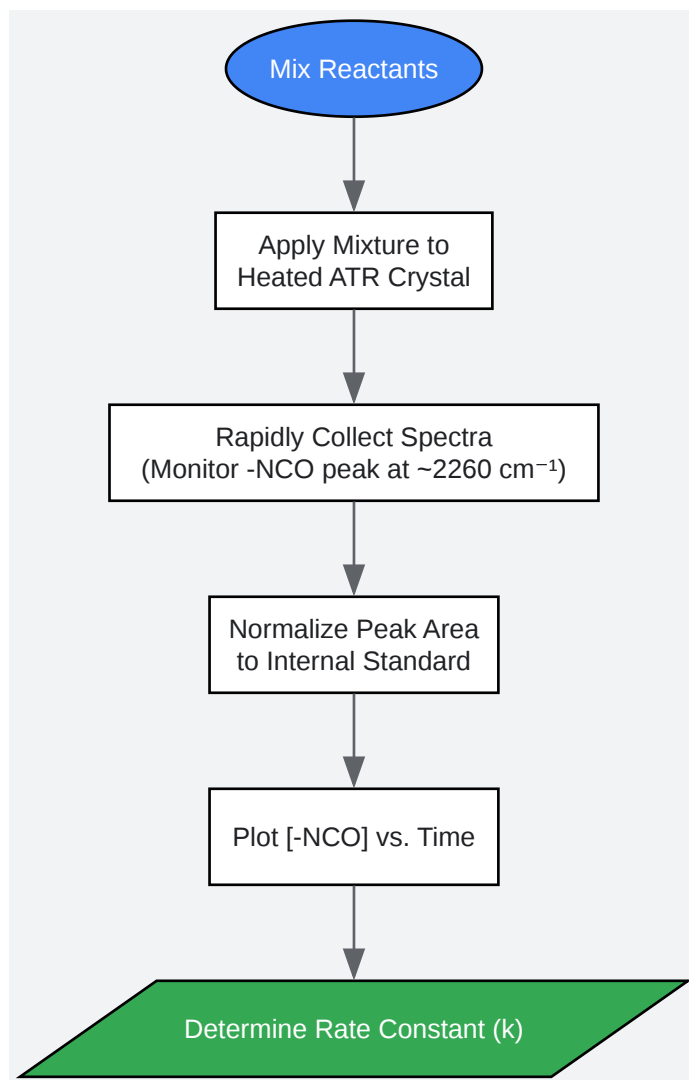 Mix Reactants
Apply Mixture to
Heated ATR Crystal
Rapidly Collect Spectra
(Monitor -NCO peak at ~2260 cm⁻¹)
Normalize Peak Area
to Internal Standard
Plot [-NCO] vs. Time
Determine Rate Constant (k)